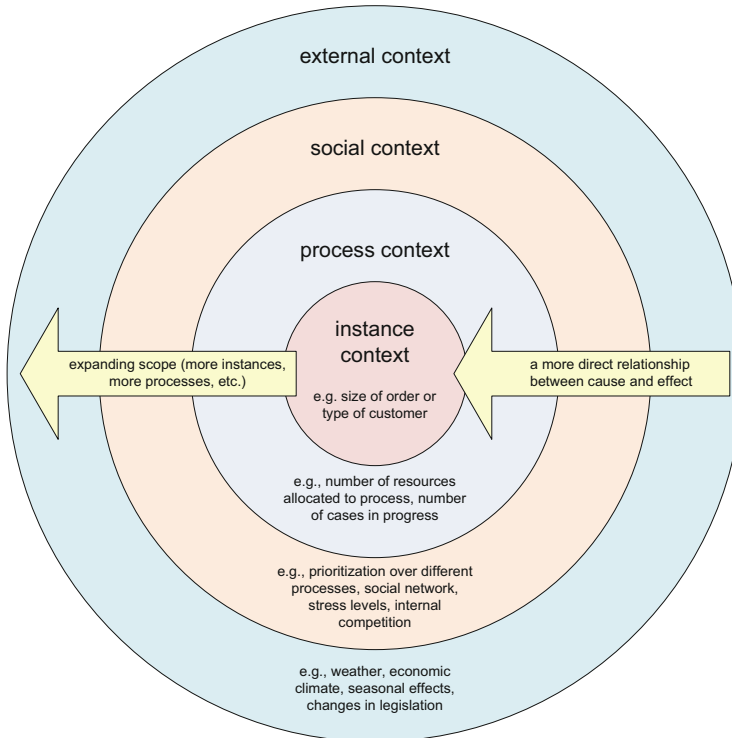 external context
social context
process context
instance
context
e.g. size of order or
type of customer
expanding scope (more instances,
more processes, etc.)
a more direct relationship
between cause and effect
e.g., number of resources
allocated to process, number
of cases in progress
e.g., prioritization over different
processes, social network,
stress levels, internal
competition
e.g., weather, economic
climate, seasonal effects,
changes in legislation